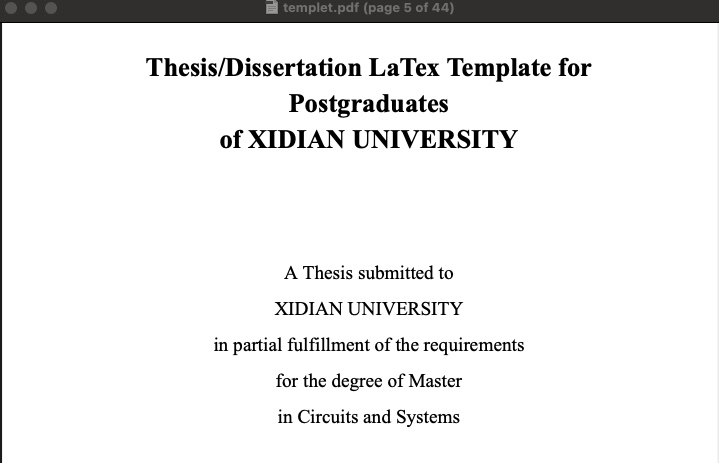 templet.pdf (page 5 of 44)
Thesis/Dissertation LaTex Template for
Postgraduates
of XIDIAN UNIVERSITY
A Thesis submitted to
XIDIAN UNIVERSITY
in partial fulfillment of the requirements
for the degree of Master
in Circuits and Systems